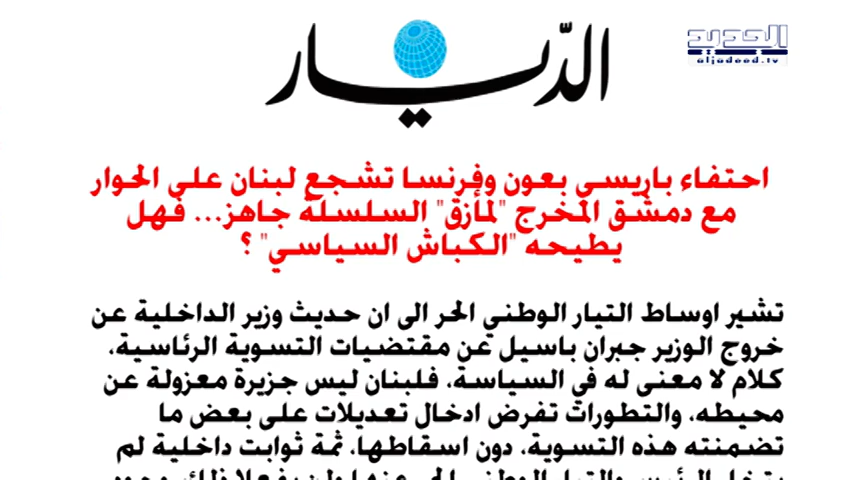 الديّار
الجديد
aljadeed.tv
احتفاء باريسي بعون وفرنسا تشجع لبنان على الحوار
مع دمشق المخرج "لمأزق" السلسلة جاهز... فهل
يطيحه "الكباش السياسي" ؟
تشير اوساط التيار الوطني الحر الى ان حديث وزير الداخلية عن
خروج الوزير جبران باسيل عن مقتضيات التسوية الرئاسية،
كلام لا معنى له في السياسة، فلبنان ليس جزيرة معزولة عن
محيطه، والتطورات تفرض ادخال تعديلات على بعض ما
تضمنته هذه التسوية، دون اسقاطها، ثمة ثوابت داخلية لم